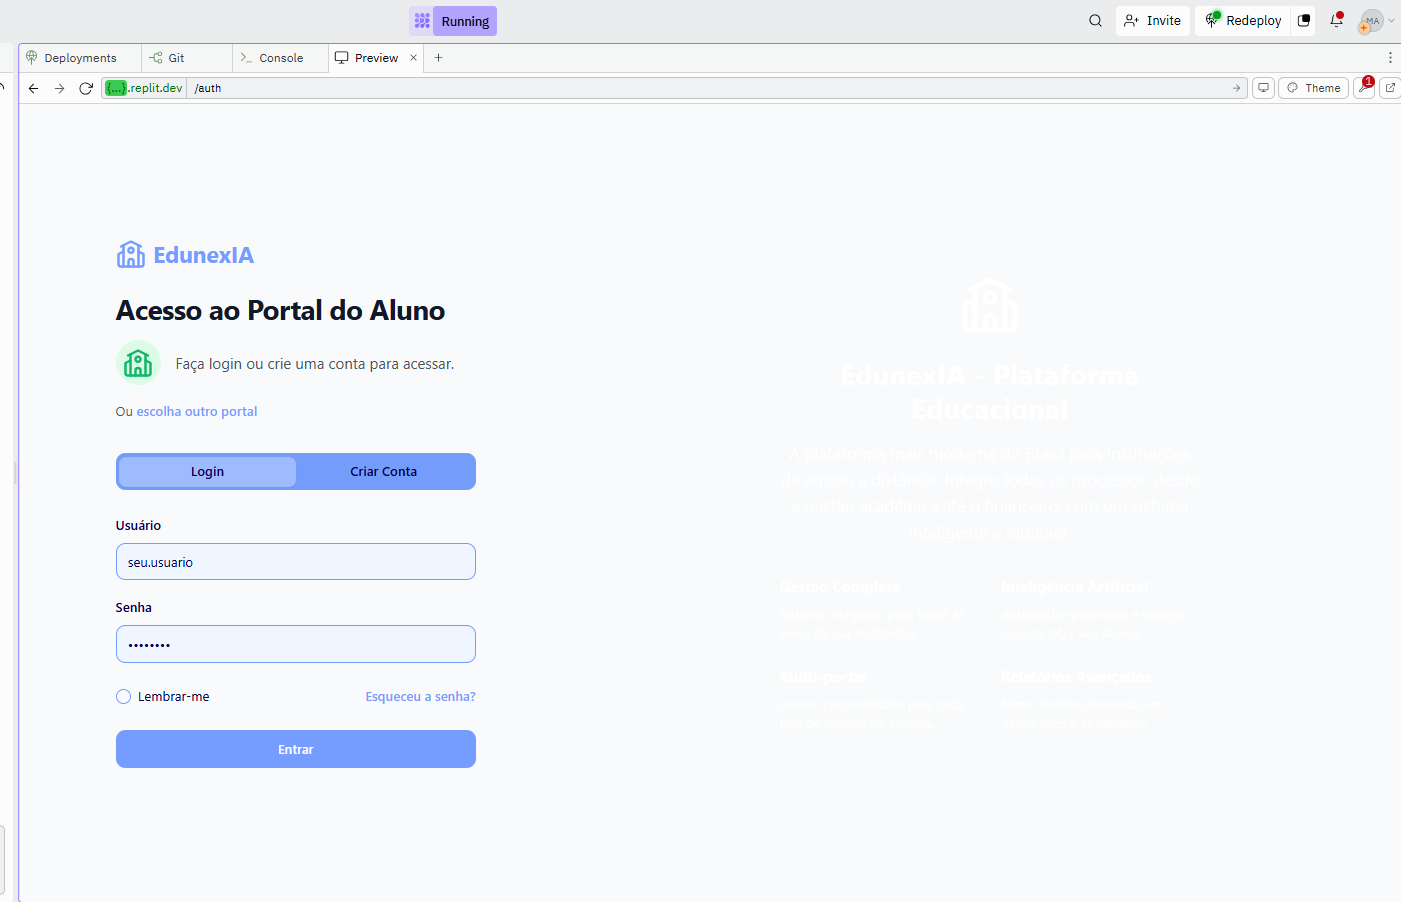 Running
Invite
Redeploy
MA
Deployments
Git
Console
Preview
{...}.replit.dev
/auth
Theme
1
EdunexIA
Acesso ao Portal do Aluno
Faça login ou crie uma conta para acessar.
Ou escolha outro portal
Login
Criar Conta
Usuário
seu.usuario
Senha
••••••••
Lembrar-me
Esqueceu a senha?
Entrar
EdunexIA - Plataforma
Educacional
A plataforma mais moderna do Brasil para instituições
de ensino a distância. Integre todos os processos, desde
a gestão acadêmica até o financeiro, com um sistema
inteligente e intuitivo.
Gestão Completa
Inteligência Artificial
Multi-portal
Relatórios Avançados